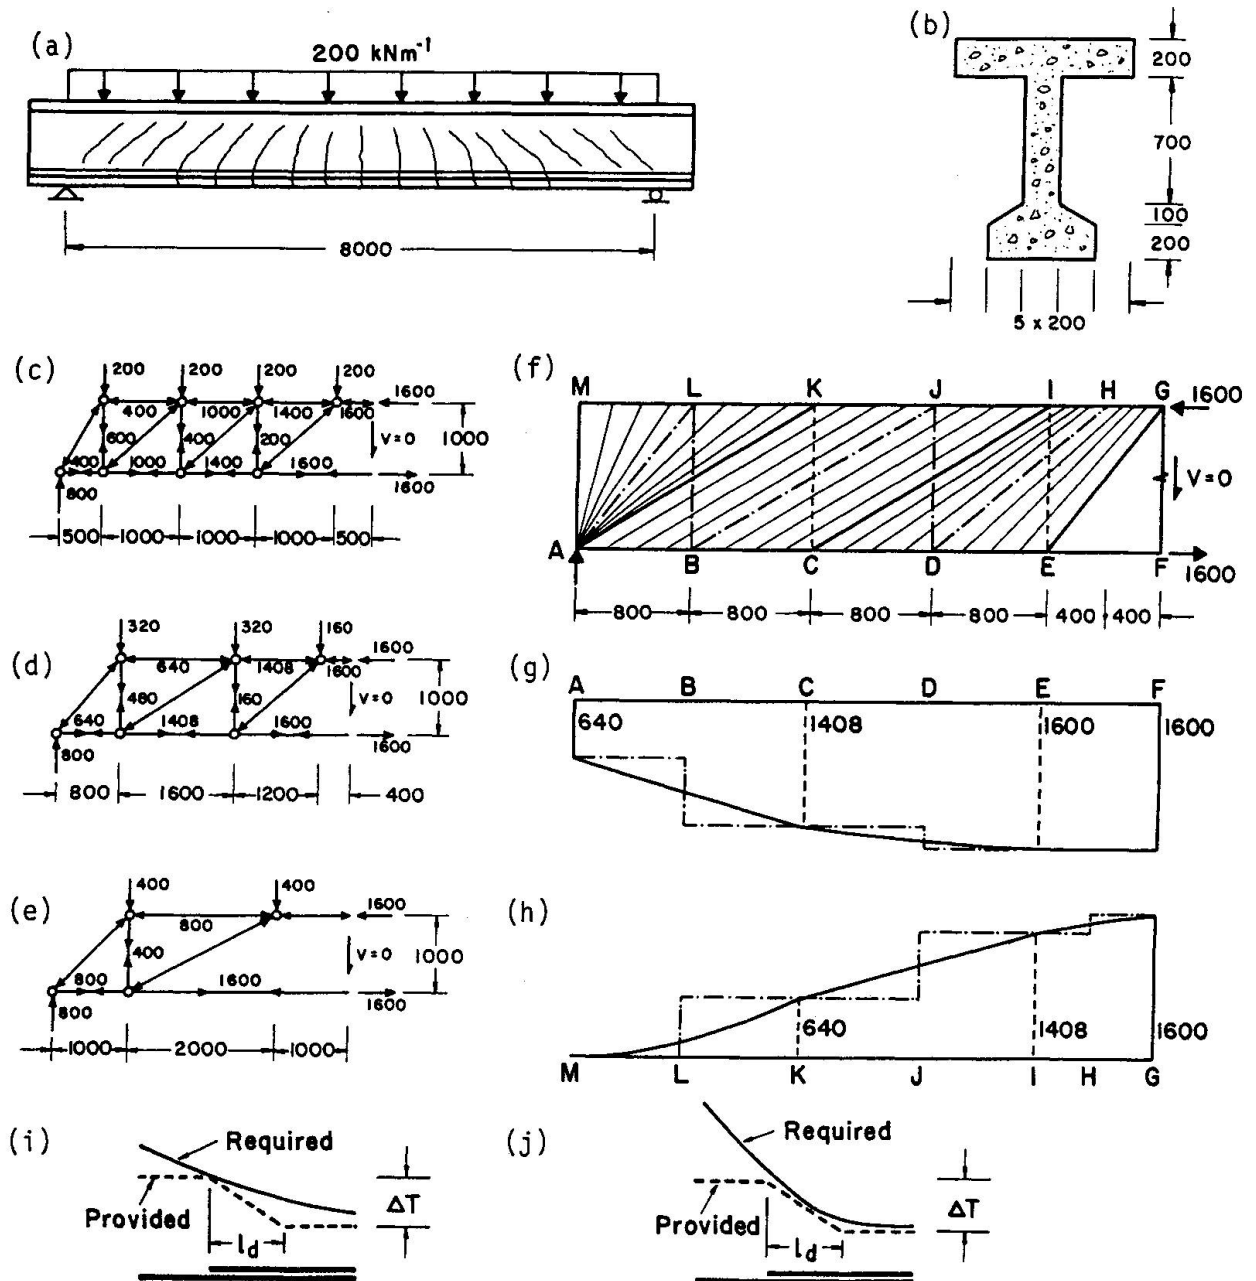 (a)
200 kNm⁻¹
8000
(b)
200
700
100
200
5 x 200
(c)
200 200 200 200
1600
400 1000 1400 1600
600 400 200 V=0 1000
400 1000 1400 1600
1600
800
500 1000 1000 1000 500
(d)
320 320 160
1600
640 1408 1600
480 160 V=0 1000
640 1408 1600
1600
800
800 1600 1200 400
(e)
400 400
1600
800
400 V=0 1000
800 1600
1600
800
1000 2000 1000
(f)
M L K J I H G
1600
V=0
A B C D E F
1600
800 800 800 800 400 400
(g)
A B C D E F
640 1408 1600 1600
(h)
640 1408 1600
M L K J I H G
(i)
Required
Provided
ΔT
ld
(j)
Required
Provided
ΔT
ld